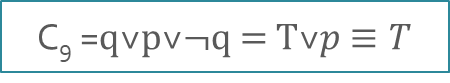 C₉ =q∨p∨¬q = T∨p ≡ T